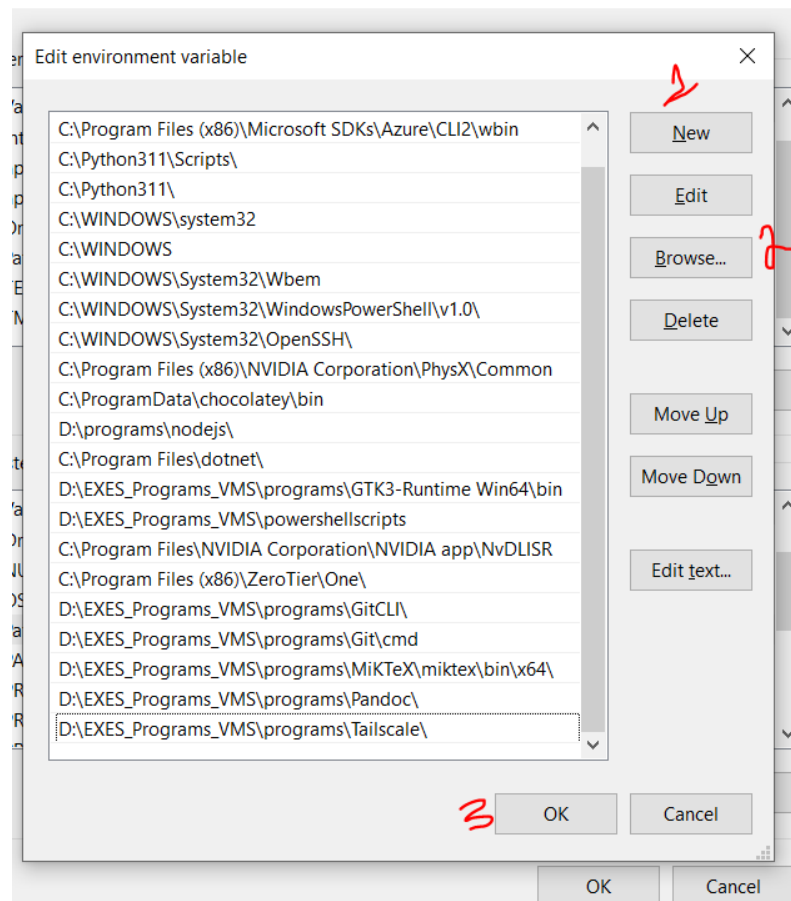 Edit environment variable
1
C:\Program Files (x86)\Microsoft SDKs\Azure\CLI2\wbin
New
C:\Python311\Scripts\
C:\Python311\
Edit
C:\WINDOWS\system32
C:\WINDOWS
Browse...
2
C:\WINDOWS\System32\Wbem
C:\WINDOWS\System32\WindowsPowerShell\v1.0\
Delete
C:\WINDOWS\System32\OpenSSH\
C:\Program Files (x86)\NVIDIA Corporation\PhysX\Common
C:\ProgramData\chocolatey\bin
Move Up
D:\programs\nodejs\
C:\Program Files\dotnet\
Move Down
D:\EXES_Programs_VMS\programs\GTK3-Runtime Win64\bin
D:\EXES_Programs_VMS\powershellscripts
C:\Program Files\NVIDIA Corporation\NVIDIA app\NvDLISR
Edit text...
C:\Program Files (x86)\ZeroTier\One\
D:\EXES_Programs_VMS\programs\GitCLI\
D:\EXES_Programs_VMS\programs\Git\cmd
D:\EXES_Programs_VMS\programs\MiKTeX\miktex\bin\x64\
D:\EXES_Programs_VMS\programs\Pandoc\
D:\EXES_Programs_VMS\programs\Tailscale\
3
OK
Cancel
OK
Cancel